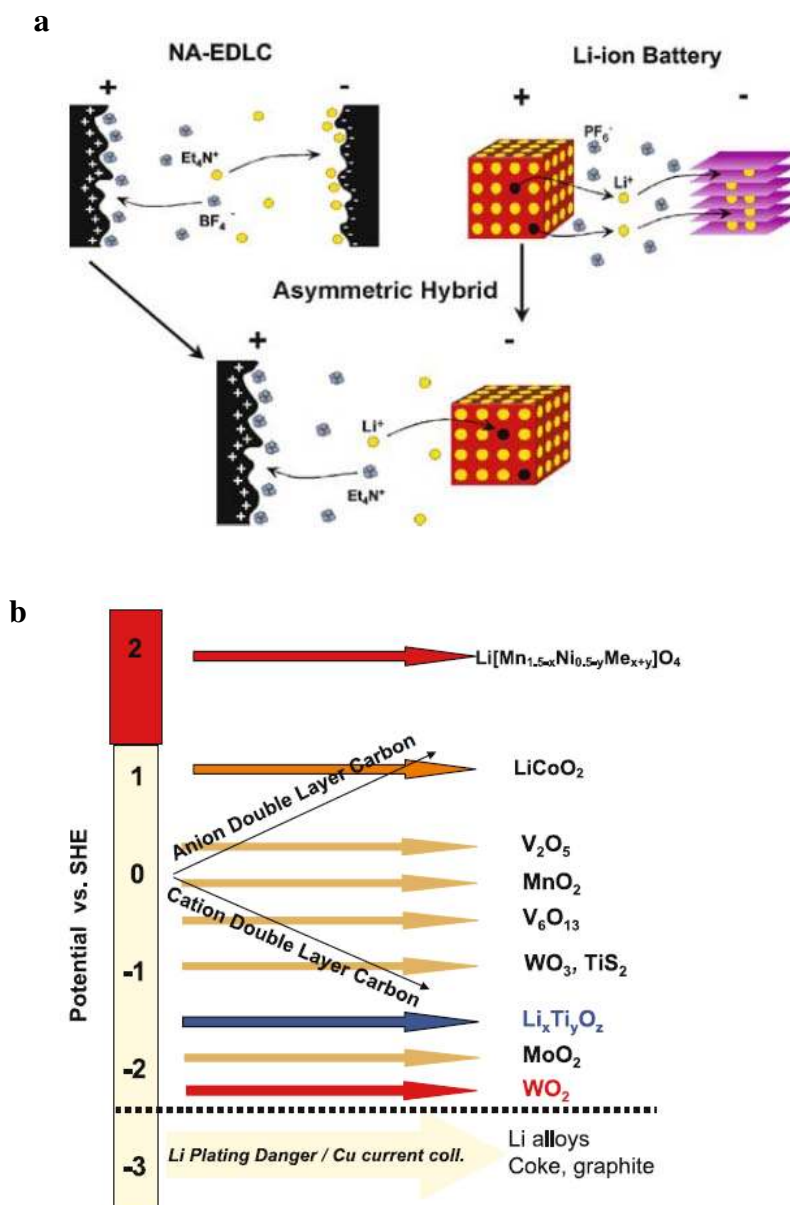 a
NA-EDLC
Li-ion Battery
+
-
+
-
PF₆⁻
Et₄N⁺
Li⁺
BF₄⁻
Asymmetric Hybrid
+
-
Li⁺
Et₄N⁺
b
Potential vs. SHE
2
1
0
-1
-2
-3
Li[Mn₁.₅₋ₓNi₀.₅₋yMeₓ₊y]O₄
LiCoO₂
Anion Double Layer Carbon
V₂O₅
MnO₂
V₆O₁₃
Cation Double Layer Carbon
WO₃, TiS₂
LiₓTiyOz
MoO₂
WO₂
Li Plating Danger / Cu current coll.
Li alloys
Coke, graphite